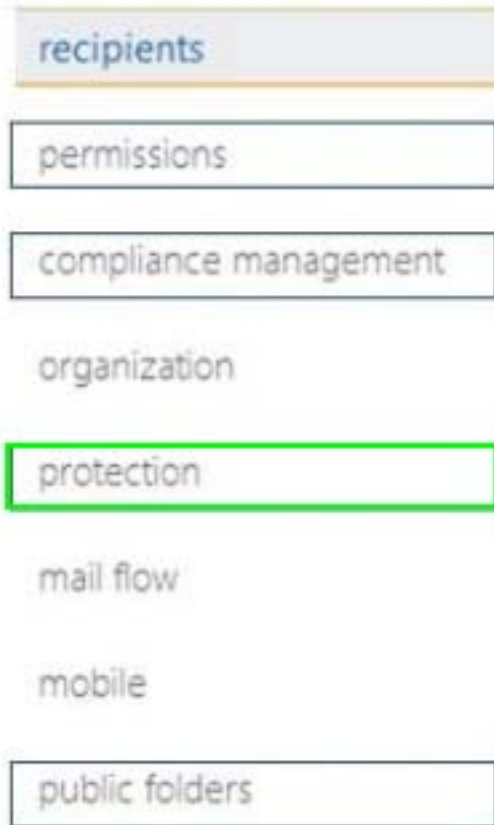 recipients
permissions
compliance management
organization
protection
mail flow
mobile
public folders